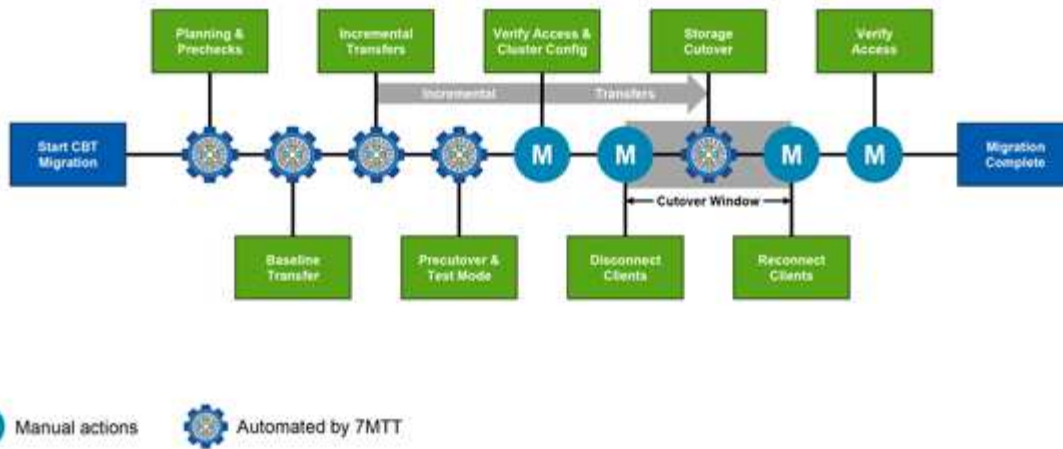 Planning &
Prechecks
Incremental
Transfers
Verify Access &
Cluster Config
Storage
Cutover
Verify
Access
Incremental
Transfers
Start CBT
Migration
M
M
M
M
Migration
Complete
Cutover Window
Baseline
Transfer
Precutover &
Test Mode
Disconnect
Clients
Reconnect
Clients
Manual actions
Automated by 7MTT